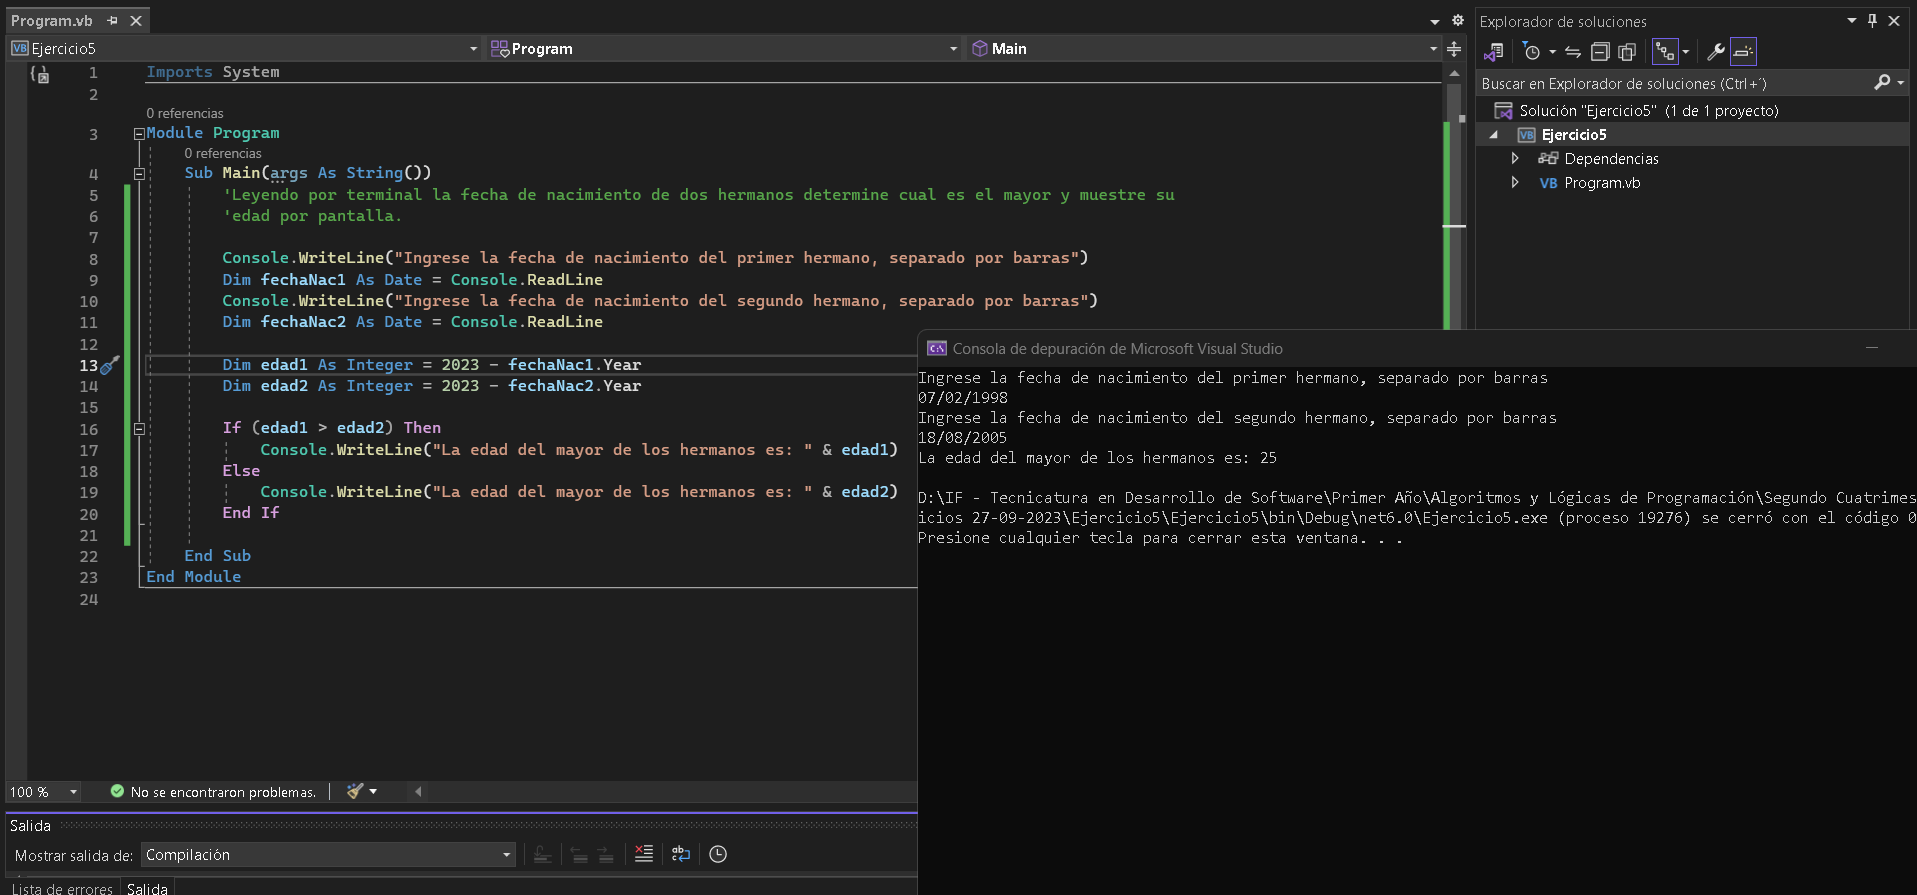 Program.vb
Ejercicio5
Program
Main
1 Imports System
2
0 referencias
3 Module Program
0 referencias
4 Sub Main(args As String())
5 'Leyendo por terminal la fecha de nacimiento de dos hermanos determine cual es el mayor y muestre su
6 'edad por pantalla.
7
8 Console.WriteLine("Ingrese la fecha de nacimiento del primer hermano, separado por barras")
9 Dim fechaNac1 As Date = Console.ReadLine
10 Console.WriteLine("Ingrese la fecha de nacimiento del segundo hermano, separado por barras")
11 Dim fechaNac2 As Date = Console.ReadLine
12
13 Dim edad1 As Integer = 2023 - fechaNac1.Year
14 Dim edad2 As Integer = 2023 - fechaNac2.Year
15
16 If (edad1 > edad2) Then
17 Console.WriteLine("La edad del mayor de los hermanos es: " & edad1)
18 Else
19 Console.WriteLine("La edad del mayor de los hermanos es: " & edad2)
20 End If
21
22 End Sub
23 End Module
24
100 %
No se encontraron problemas.
Salida
Mostrar salida de: Compilación
Lista de errores Salida
Explorador de soluciones
Buscar en Explorador de soluciones (Ctrl+´)
Solución "Ejercicio5" (1 de 1 proyecto)
VB Ejercicio5
Dependencias
VB Program.vb
Consola de depuración de Microsoft Visual Studio
Ingrese la fecha de nacimiento del primer hermano, separado por barras
07/02/1998
Ingrese la fecha de nacimiento del segundo hermano, separado por barras
18/08/2005
La edad del mayor de los hermanos es: 25
D:\IF - Tecnicatura en Desarrollo de Software\Primer Año\Algoritmos y Lógicas de Programación\Segundo Cuatrimes
icios 27-09-2023\Ejercicio5\Ejercicio5\bin\Debug\net6.0\Ejercicio5.exe (proceso 19276) se cerró con el código 0
Presione cualquier tecla para cerrar esta ventana. . .